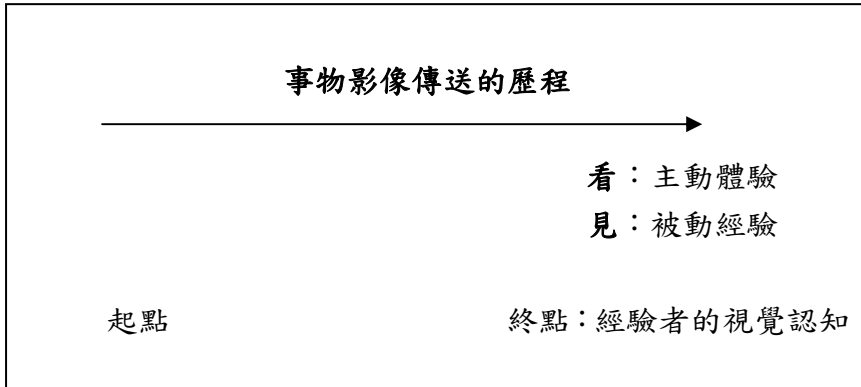 事物影像傳送的歷程
看：主動體驗
見：被動經驗
起點
終點：經驗者的視覺認知